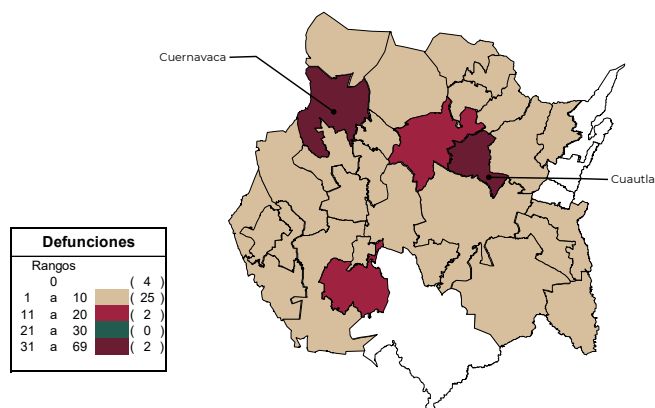 Cuernavaca
Cuautla
Defunciones
Rangos
0 ( 4 )
1 a 10 ( 25 )
11 a 20 ( 2 )
21 a 30 ( 0 )
31 a 69 ( 2 )